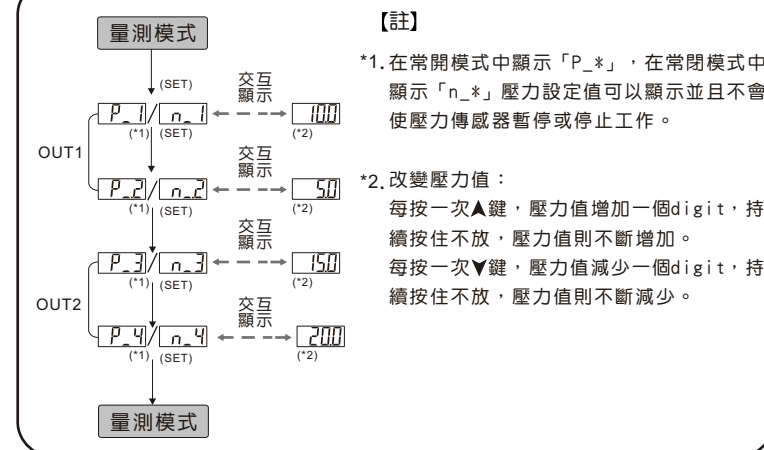 量測模式
(SET)
交互
顯示
P_1/ n_1
10.0
(*1) (SET)
(*2)
OUT1
交互
顯示
P_2/ n_2
5.0
(*1) (SET)
(*2)
交互
顯示
P_3/ n_3
15.0
(*1) (SET)
(*2)
OUT2
交互
顯示
P_4/ n_4
20.0
(*1) (SET)
(*2)
量測模式
【註】
*1.在常開模式中顯示「P_*」，在常閉模式中
顯示「n_*」壓力設定值可以顯示並且不會
使壓力傳感器暫停或停止工作。
*2.改變壓力值：
每按一次▲鍵，壓力值增加一個digit，持
續按住不放，壓力值則不斷增加。
每按一次▼鍵，壓力值減少一個digit，持
續按住不放，壓力值則不斷減少。